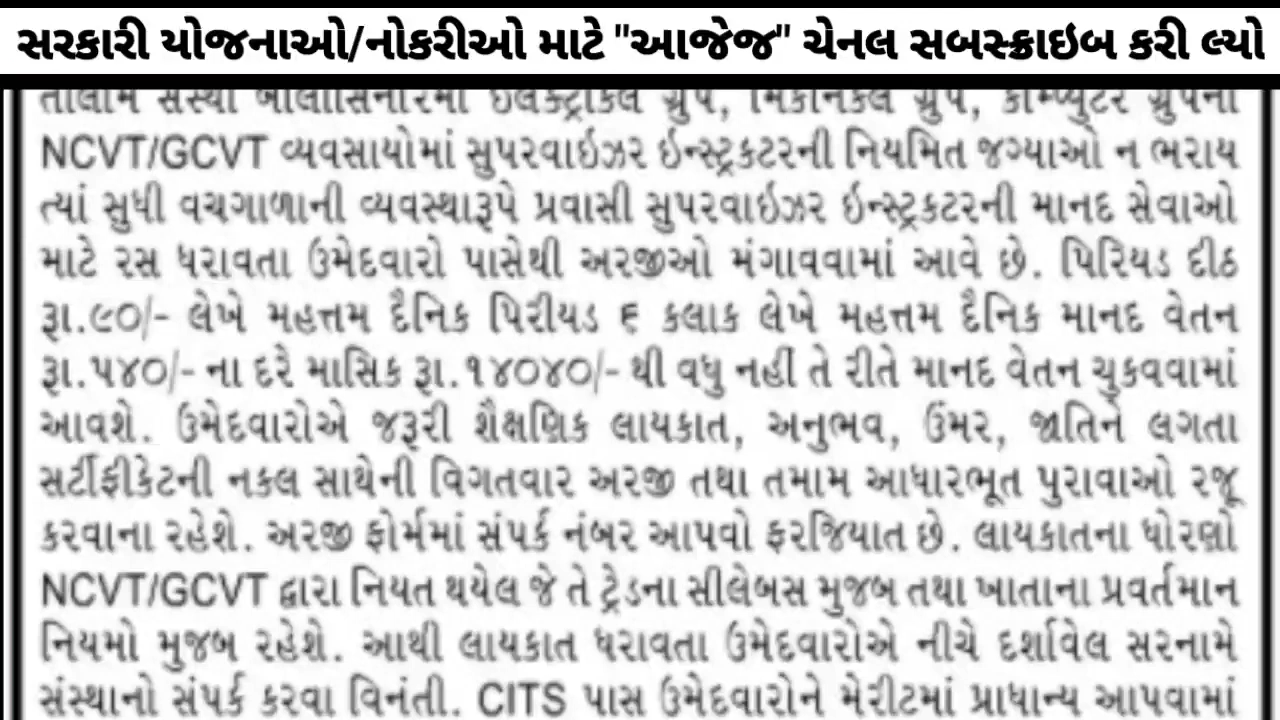 સરકારી યોજનાઓ/નોકરીઓ માટે "આજેજ" ચેનલ સબસ્ક્રાઇબ કરી લ્યો
તાલીમ સંસ્થા બાલાસિનોરમાં ઇલેક્ટ્રીકલ ગ્રુપ, મિકેનિકલ ગ્રુપ, કોમ્પ્યુટર ગ્રુપના
NCVT/GCVT વ્યવસાયોમાં સુપરવાઇઝર ઇન્સ્ટ્રક્ટરની નિયમિત જગ્યાઓ ન ભરાય
ત્યાં સુધી વચગાળાની વ્યવસ્થારૂપે પ્રવાસી સુપરવાઇઝર ઇન્સ્ટ્રક્ટરની માનદ સેવાઓ
માટે રસ ધરાવતા ઉમેદવારો પાસેથી અરજીઓ મંગાવવામાં આવે છે. પિરિયડ દીઠ
રૂા.૯૦/- લેખે મહત્તમ દૈનિક પિરીયડ ૬ કલાક લેખે મહત્તમ દૈનિક માનદ વેતન
રૂા.૫૪૦/- ના દરે માસિક રૂા.૧૪૦૪૦/- થી વધુ નહીં તે રીતે માનદ વેતન ચુકવવામાં
આવશે. ઉમેદવારોએ જરૂરી શૈક્ષણિક લાયકાત, અનુભવ, ઉંમર, જાતિને લગતા
સર્ટીફીકેટની નકલ સાથેની વિગતવાર અરજી તથા તમામ આધારભૂત પુરાવાઓ રજૂ
કરવાના રહેશે. અરજી ફોર્મમાં સંપર્ક નંબર આપવો ફરજિયાત છે. લાયકાતના ધોરણો
NCVT/GCVT દ્વારા નિયત થયેલ જે તે ટ્રેડના સીલેબસ મુજબ તથા ખાતાના પ્રવર્તમાન
નિયમો મુજબ રહેશે. આથી લાયકાત ધરાવતા ઉમેદવારોએ નીચે દર્શાવેલ સરનામે
સંસ્થાનો સંપર્ક કરવા વિનંતી. CITS પાસ ઉમેદવારોને મેરીટમાં પ્રાધાન્ય આપવામાં